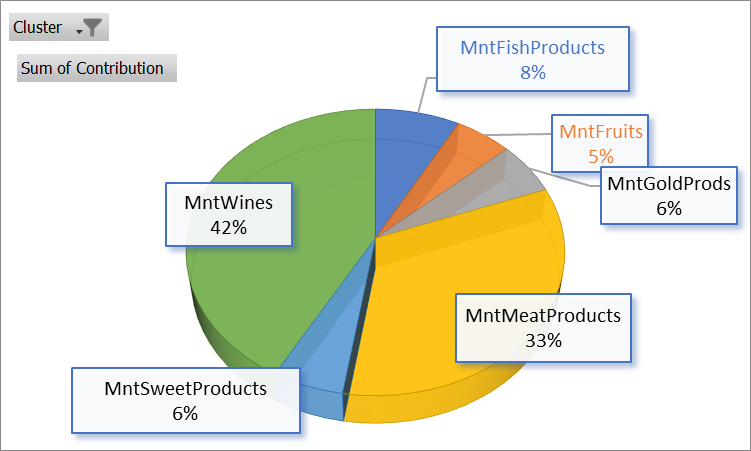 Cluster
Sum of Contribution
MntFishProducts
8%
MntFruits
5%
MntGoldProds
6%
MntWines
42%
MntMeatProducts
33%
MntSweetProducts
6%